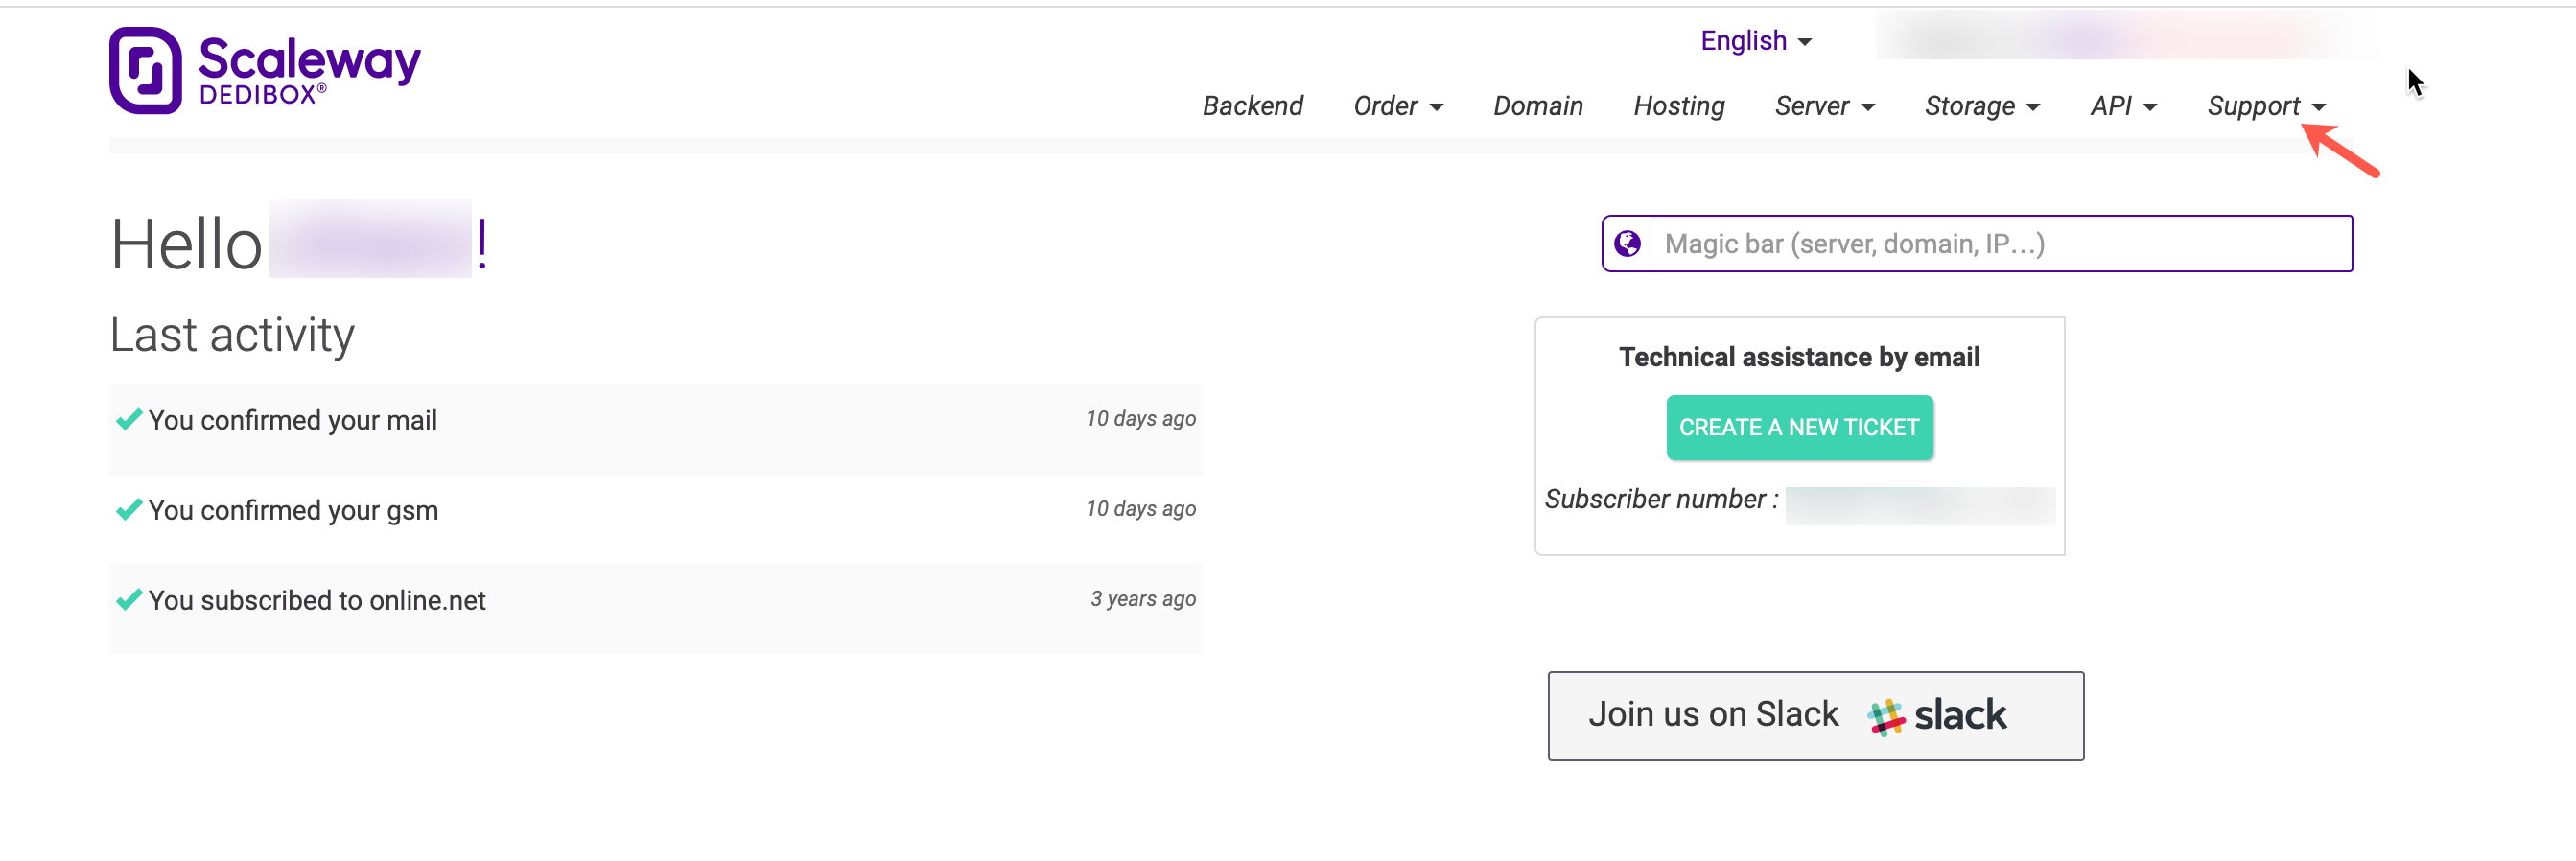 Scaleway
DEDIBOX®
English
Backend Order Domain Hosting Server Storage API Support
Hello !
Magic bar (server, domain, IP…)
Last activity
Technical assistance by email
CREATE A NEW TICKET
Subscriber number :
You confirmed your mail 10 days ago
You confirmed your gsm 10 days ago
You subscribed to online.net 3 years ago
Join us on Slack slack